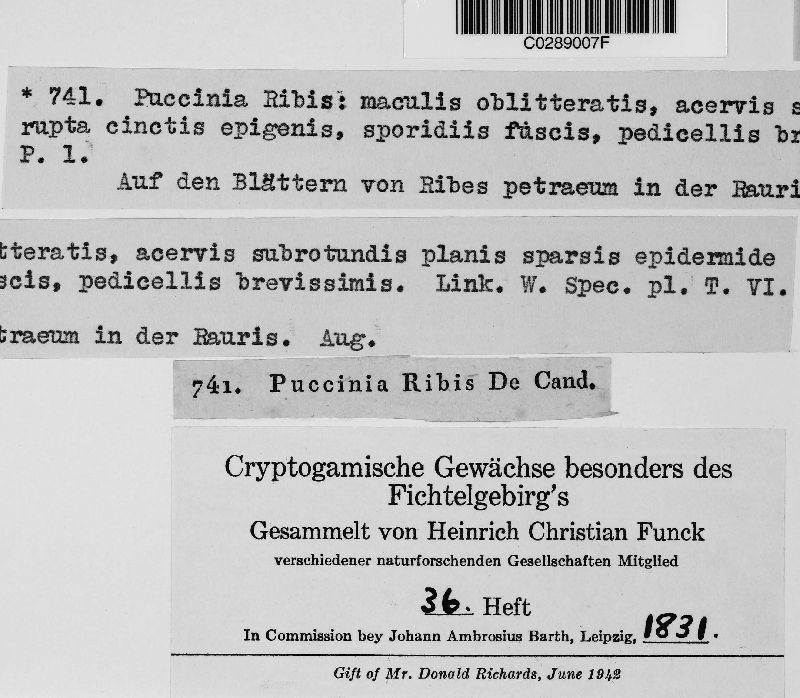 C0289007F
* 741. Puccinia Ribis: maculis oblitteratis, acervis s
rupta cinctis epigenis, sporidiis fuscis, pedicellis br
P. 1.
Auf den Blättern von Ribes petraeum in der Rauri
tteratis, acervis subrotundis planis sparsis epidermide
scis, pedicellis brevissimis. Link. W. Spec. pl. T. VI.
traeum in der Rauris. Aug.
741. Puccinia Ribis De Cand.
Cryptogamische Gewächse besonders des
Fichtelgebirg's
Gesammelt von Heinrich Christian Funck
verschiedener naturforschenden Gesellschaften Mitglied
36. Heft
In Commission bey Johann Ambrosius Barth, Leipzig, 1831.
Gift of Mr. Donald Richards, June 1942